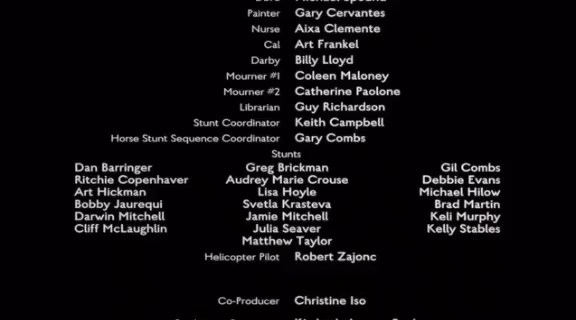 Painter Gary Cervantes
Nurse Aixa Clemente
Cal Art Frankel
Darby Billy Lloyd
Mourner #1 Coleen Maloney
Mourner #2 Catherine Paolone
Librarian Guy Richardson
Stunt Coordinator Keith Campbell
Horse Stunt Sequence Coordinator Gary Combs
Stunts
Dan Barringer Greg Brickman Gil Combs
Ritchie Copenhaver Audrey Marie Crouse Debbie Evans
Art Hickman Lisa Hoyle Michael Hilow
Bobby Jaurequi Svetla Krasteva Brad Martin
Darwin Mitchell Jamie Mitchell Keli Murphy
Cliff McLaughlin Julia Seaver Kelly Stables
Matthew Taylor
Helicopter Pilot Robert Zajonc
Co-Producer Christine Iso